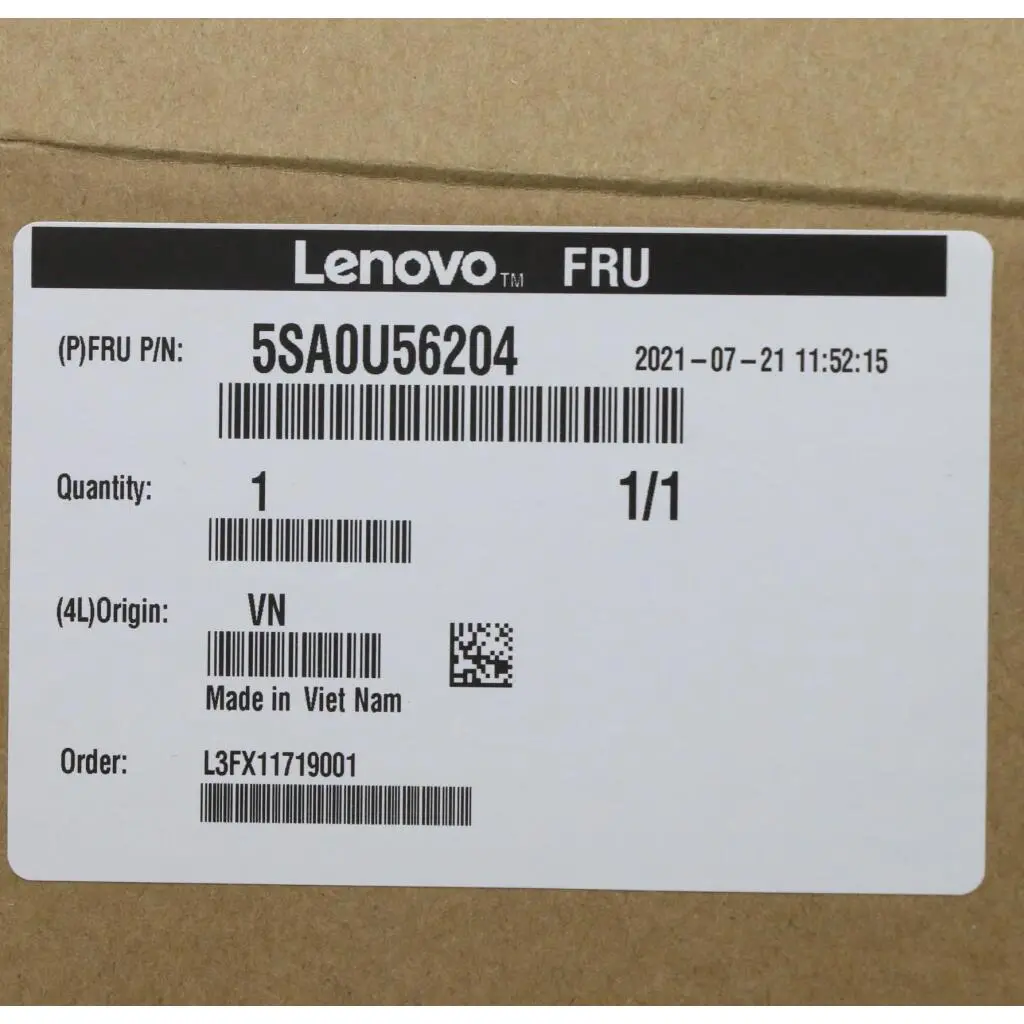 Lenovo™ FRU
(P)FRU P/N: 5SA0U56204 2021-07-21 11:52:15
Quantity: 1 1/1
(4L)Origin: VN
Made in Viet Nam
Order: L3FX11719001